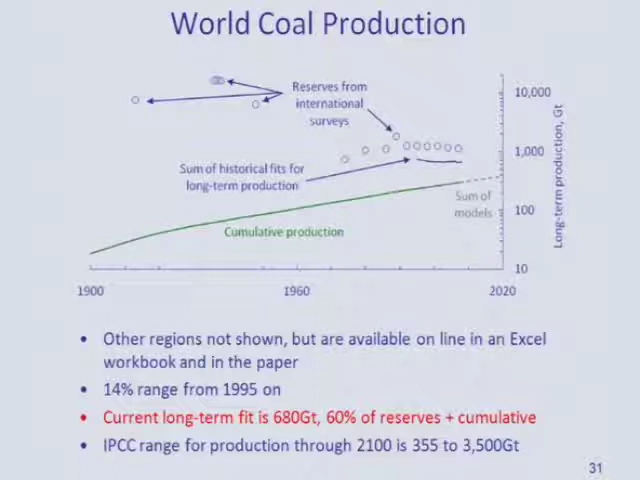 World Coal Production
Reserves from
international
surveys
10,000
1,000
100
10
Long-term production, Gt
Sum of historical fits for
long-term production
Sum of
models
Cumulative production
1900
1960
2020
• Other regions not shown, but are available on line in an Excel
workbook and in the paper
• 14% range from 1995 on
• Current long-term fit is 680Gt, 60% of reserves + cumulative
• IPCC range for production through 2100 is 355 to 3,500Gt
31